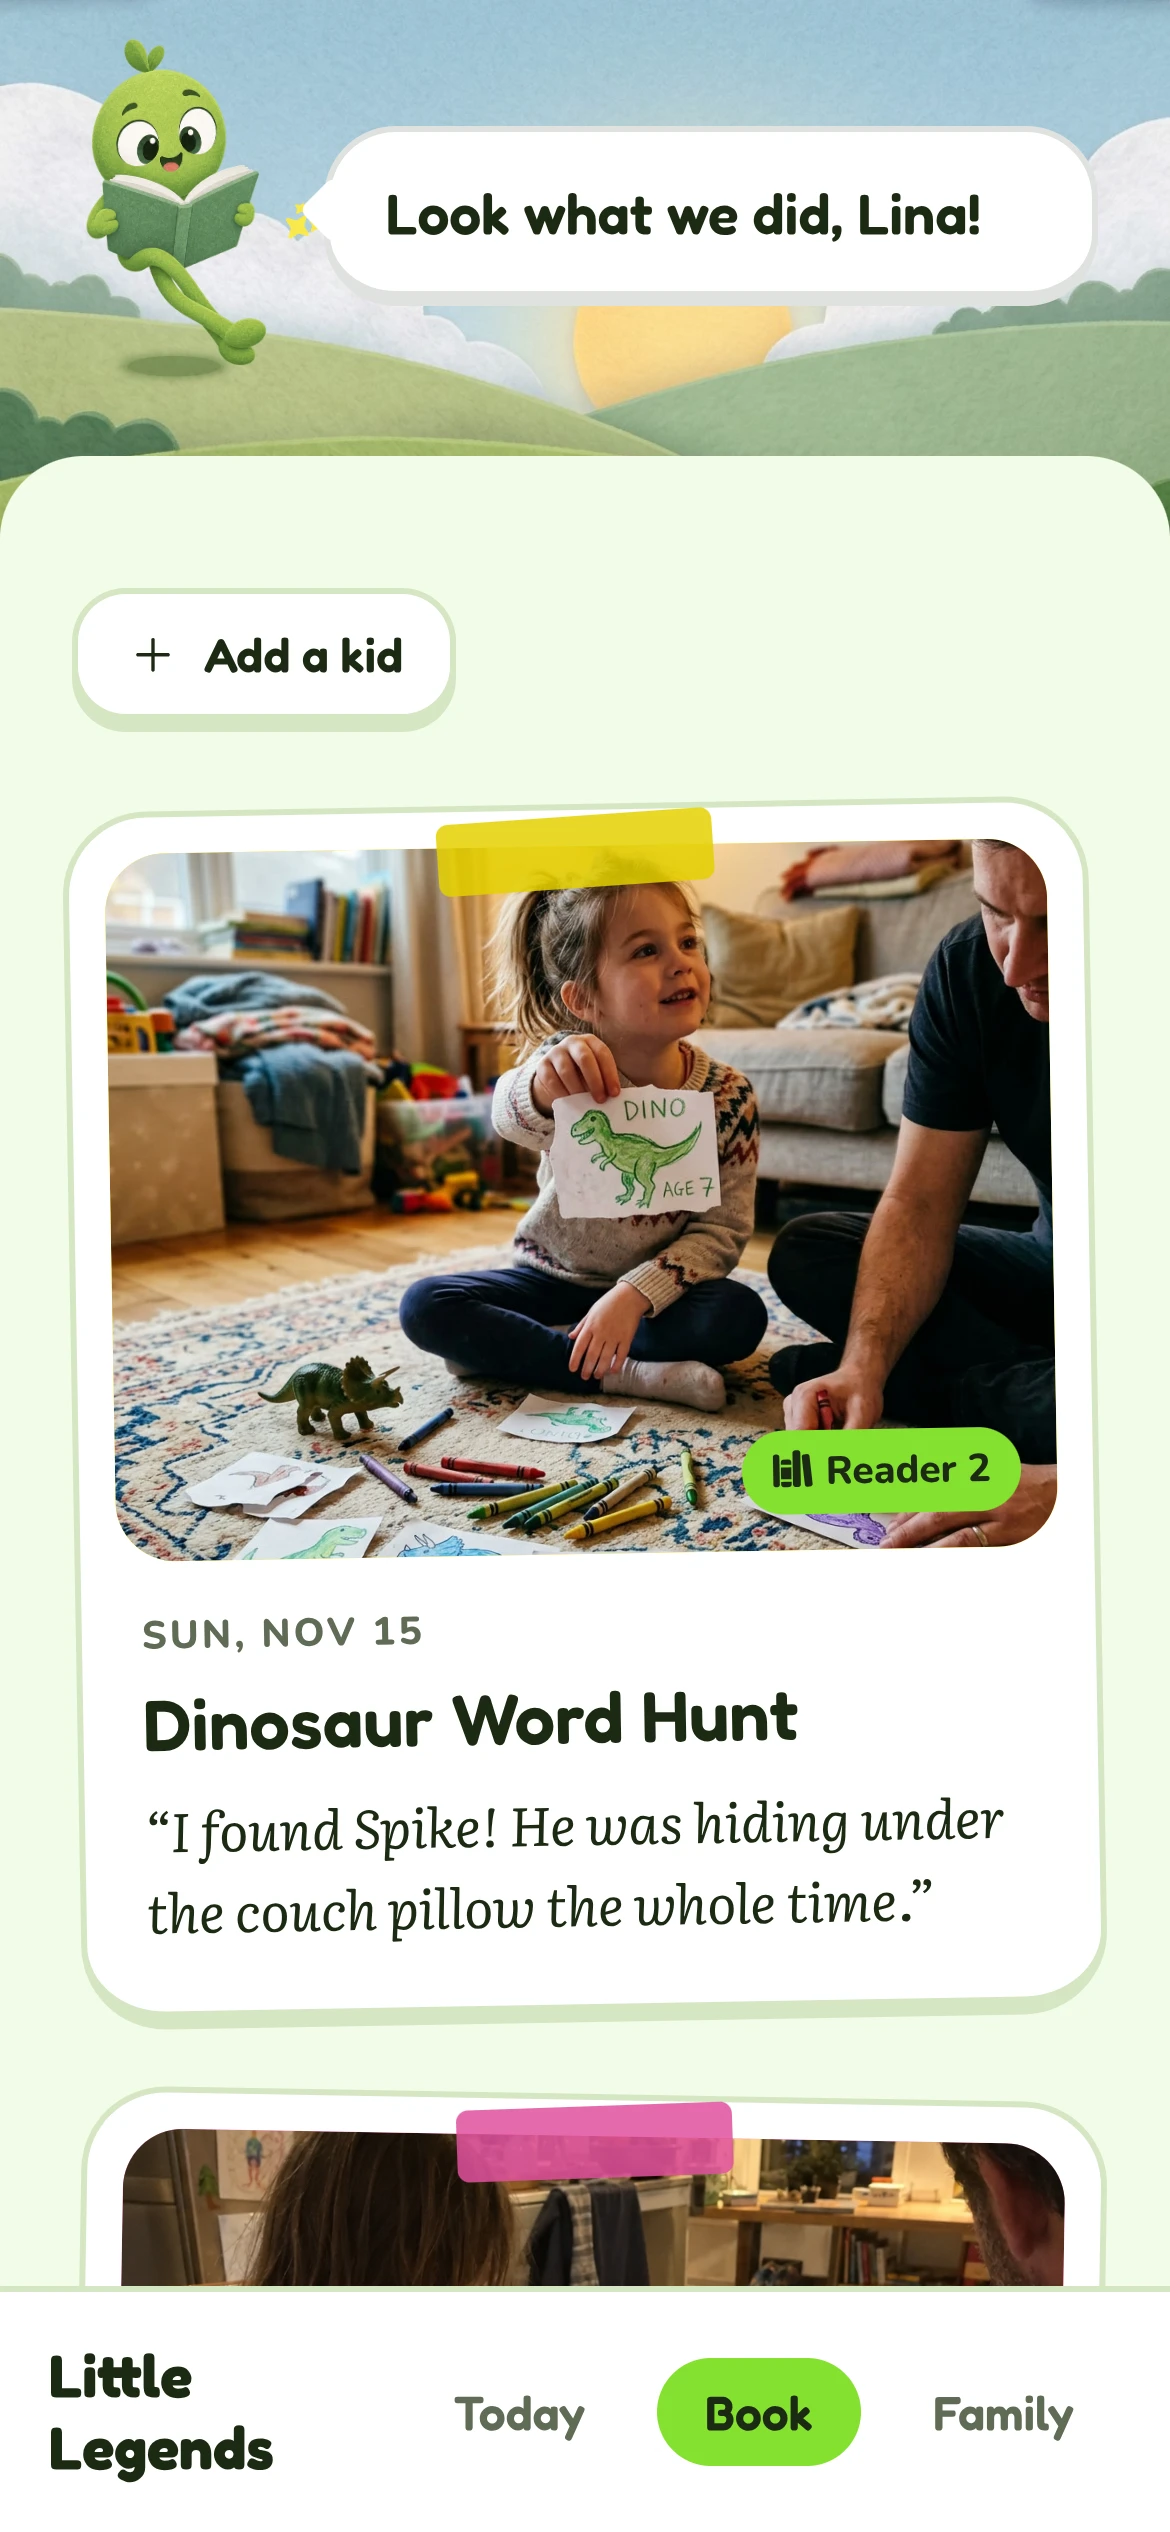 Look what we did, Lina!
Add a kid
DINO
AGE 7
Reader 2
SUN, NOV 15
Dinosaur Word Hunt
“I found Spike! He was hiding under
the couch pillow the whole time.”
Little
Legends
Today
Book
Family